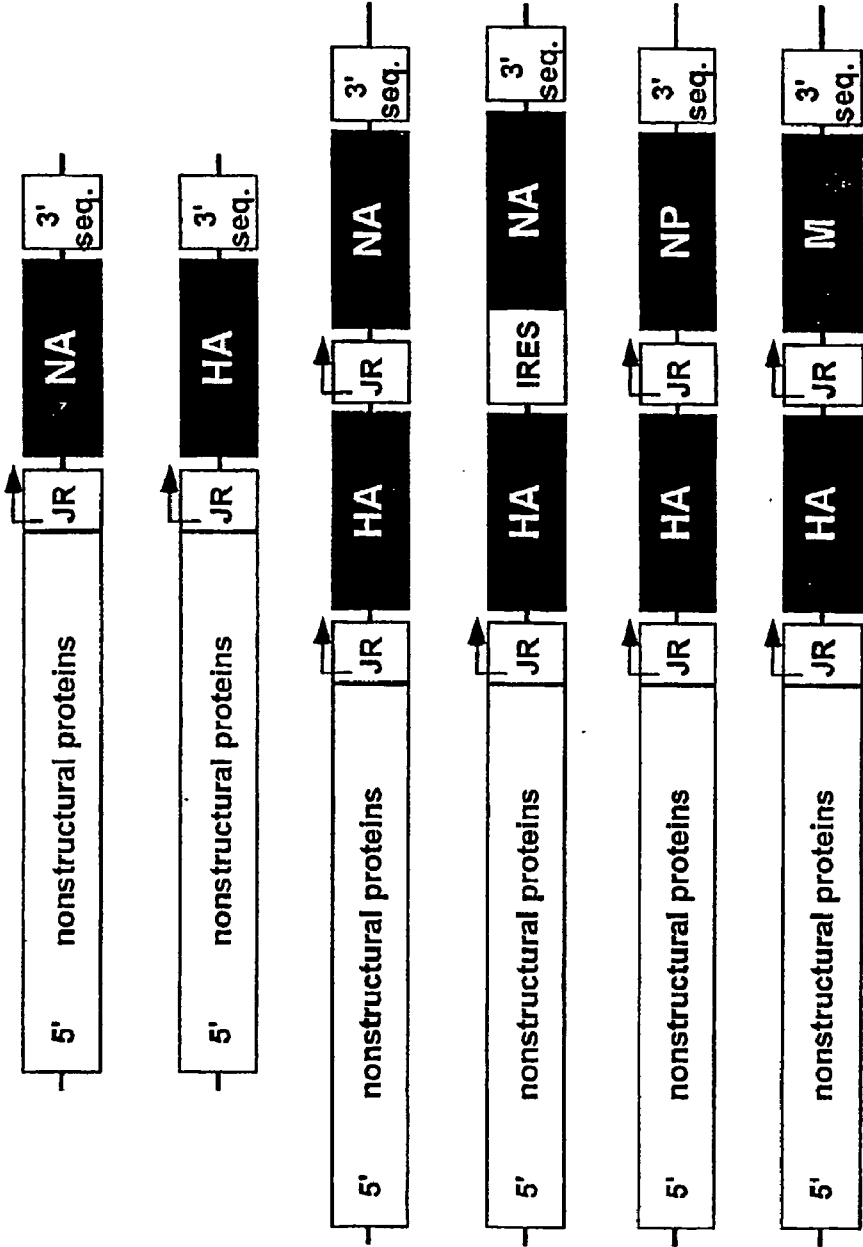 5' nonstructural proteins JR NA 3' seq.
5' nonstructural proteins JR HA 3' seq.
5' nonstructural proteins JR HA JR NA 3' seq.
5' nonstructural proteins JR HA IRES NA 3' seq.
5' nonstructural proteins JR HA JR NP 3' seq.
5' nonstructural proteins JR HA JR M 3' seq.